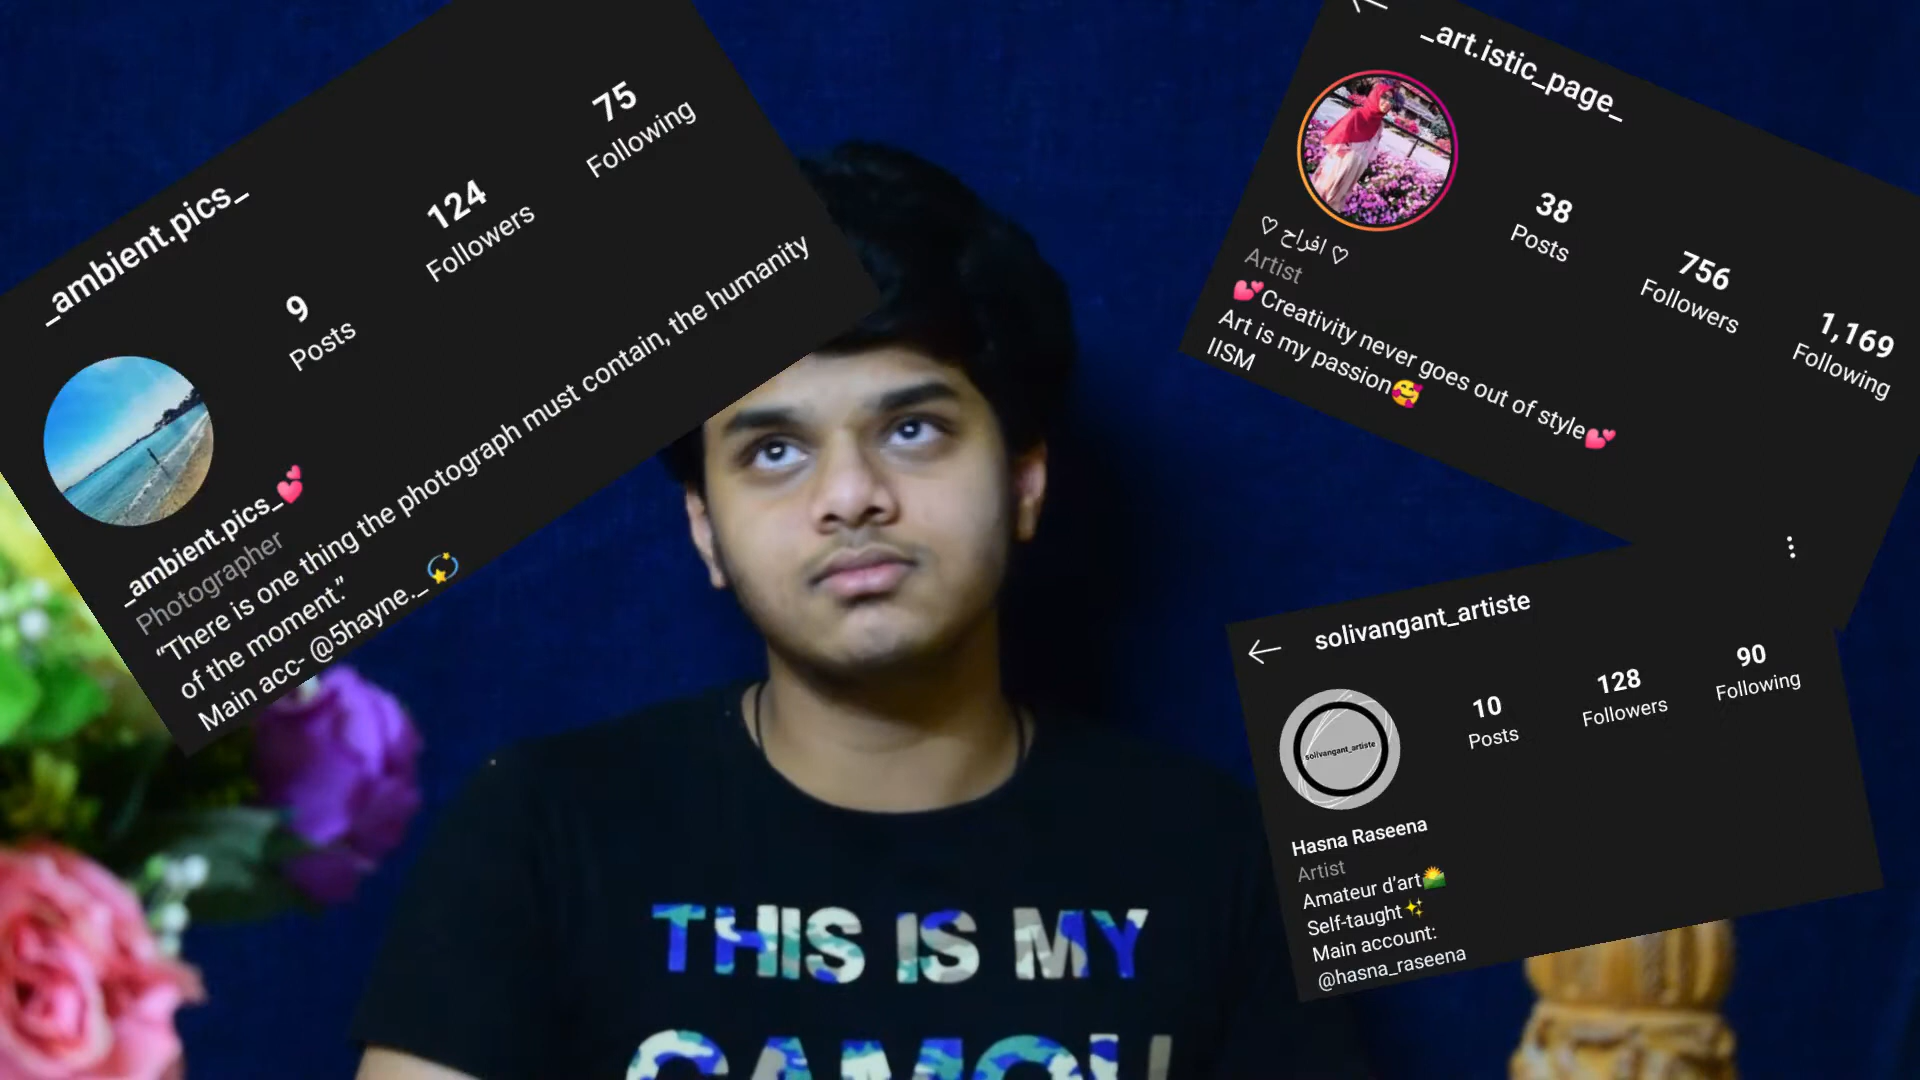 _ambient.pics_
9
Posts
124
Followers
75
Following
_ambient.pics_💕
Photographer
“There is one thing the photograph must contain, the humanity
of the moment.”
Main acc- @5hayne._💫
_art.istic_page_
38
Posts
756
Followers
1,169
Following
♡ افراح ♡
Artist
💕Creativity never goes out of style💕
Art is my passion🥰
IISM
solivangant_artiste
10
Posts
128
Followers
90
Following
solivangant_artiste
Hasna Raseena
Artist
Amateur d’art🌄
Self-taught✨
Main account:
@hasna_raseena
THIS IS MY
CAMOU